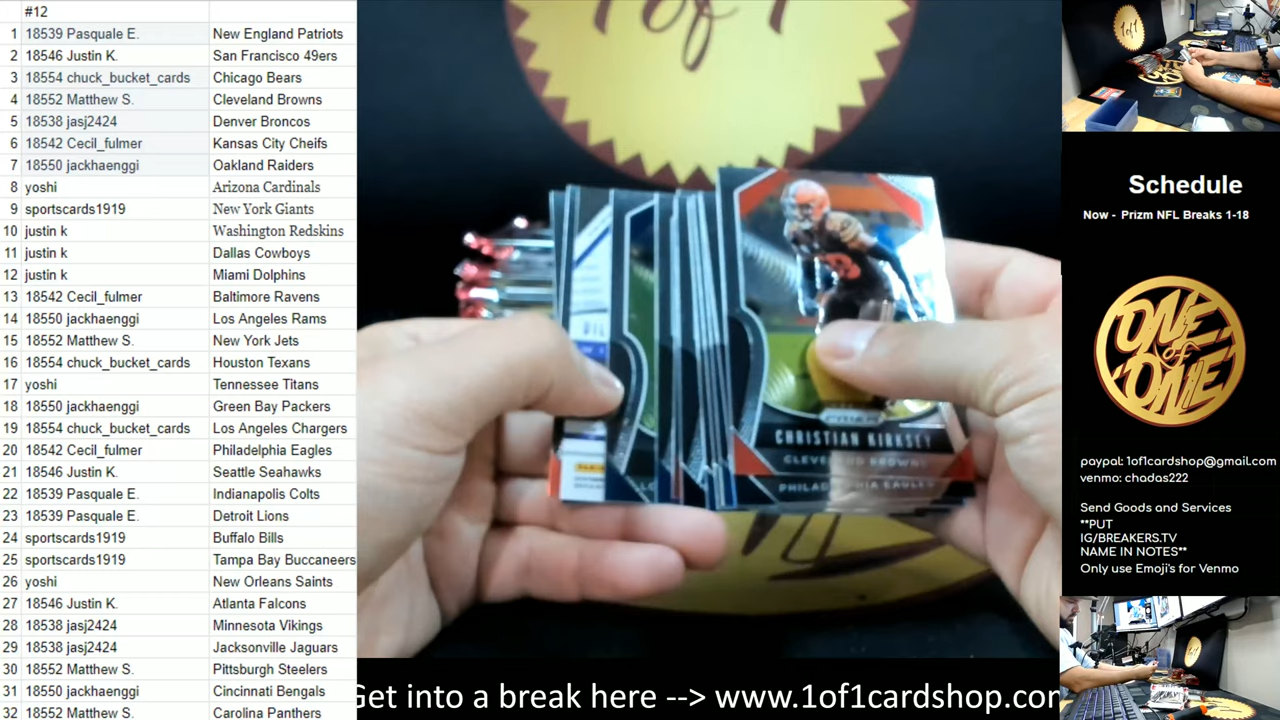 #12
1 18539 Pasquale E. New England Patriots
2 18546 Justin K. San Francisco 49ers
3 18554 chuck_bucket_cards Chicago Bears
4 18552 Matthew S. Cleveland Browns
5 18538 jasj2424 Denver Broncos
6 18542 Cecil_fulmer Kansas City Cheifs
7 18550 jackhaenggi Oakland Raiders
8 yoshi Arizona Cardinals
9 sportscards1919 New York Giants
10 justin k Washington Redskins
11 justin k Dallas Cowboys
12 justin k Miami Dolphins
13 18542 Cecil_fulmer Baltimore Ravens
14 18550 jackhaenggi Los Angeles Rams
15 18552 Matthew S. New York Jets
16 18554 chuck_bucket_cards Houston Texans
17 yoshi Tennessee Titans
18 18550 jackhaenggi Green Bay Packers
19 18554 chuck_bucket_cards Los Angeles Chargers
20 18542 Cecil_fulmer Philadelphia Eagles
21 18546 Justin K. Seattle Seahawks
22 18539 Pasquale E. Indianapolis Colts
23 18539 Pasquale E. Detroit Lions
24 sportscards1919 Buffalo Bills
25 sportscards1919 Tampa Bay Buccaneers
26 yoshi New Orleans Saints
27 18546 Justin K. Atlanta Falcons
28 18538 jasj2424 Minnesota Vikings
29 18538 jasj2424 Jacksonville Jaguars
30 18552 Matthew S. Pittsburgh Steelers
31 18550 jackhaenggi Cincinnati Bengals
32 18552 Matthew S. Carolina Panthers
1 of 1
PRIZM
CHRISTIAN KIRKSEY
CLEVELAND BROWNS
PHILADELPHIA EAGLES
PANINI
Get into a break here --> www.1of1cardshop.com
Schedule
Now - Prizm NFL Breaks 1-18
ONE
of
ONE
paypal: 1of1cardshop@gmail.com
venmo: chadas222
Send Goods and Services
**PUT
IG/BREAKERS.TV
NAME IN NOTES**
Only use Emoji's for Venmo